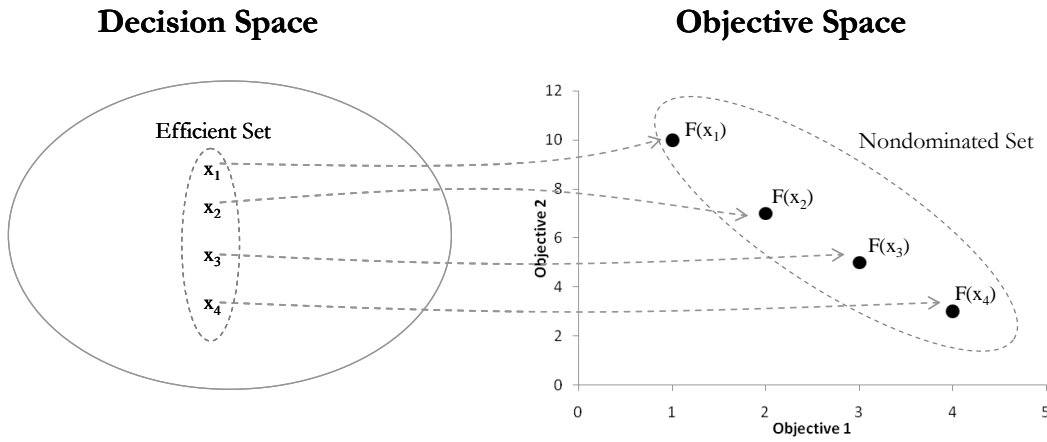 Decision Space
Objective Space
Efficient Set
x1
x2
x3
x4
12
10
8
6
4
2
0
Objective 2
F(x1)
Nondominated Set
F(x2)
F(x3)
F(x4)
0 1 2 3 4 5
Objective 1